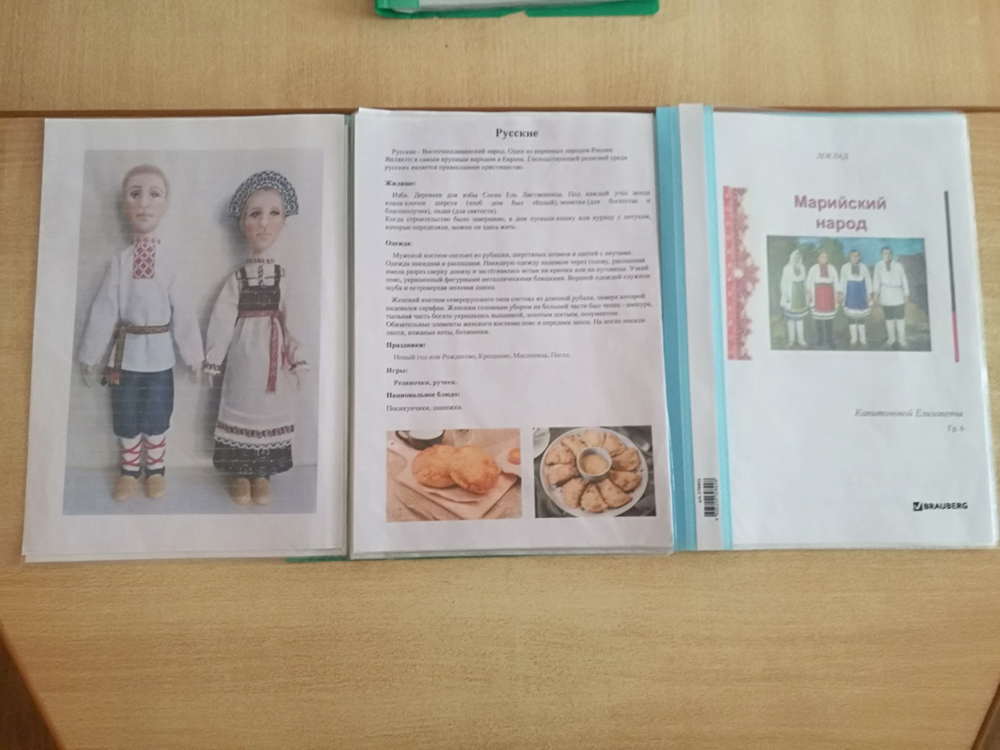 Русские
Русские - Восточнославянский народ. Один из коренных народов России.
Являются самым крупным народом в Европе. Господствующей религией среди
русских является православное христианство.
Жилище:
Изба. Деревьев для избы Сосна Ель Лиственница. Под каждый угол венца
клали клочок шерсти (чтоб дом был тёплый), монетки (для богатства и
благополучия), ладан (для святости).
Когда строительство было завершено, в дом пускали кошку или курицу с петухом,
которые определяли, можно ли здесь жить.
Одежда:
Мужской костюм состоит из рубашки, шерстяных штанов и лаптей с онучами.
Одежда накидная и распашная. Накидную одежду надевали через голову, распашная
имела разрез сверху донизу и застёгивалась встык на крючки или на пуговицы. Узкий
пояс, украшенный фигурными металлическими бляшками. Верхней одеждой служили
шуба и островерхая меховая шапка.
Женский костюм северорусского типа состоял из длинной рубахи, поверх которой
надевался сарафан. Женским головным убором на большей части был чепец -
тыльная часть богато украшалась вышивкой, золотым шитьем, позументом.
Обязательные элементы женского костюма пояс и передник запон. На ногах носили
лапти, кожаные коты, ботиночки.
Праздники:
Новый год или Рождество, Крещение, Масленица, Пасха.
Игры:
Резиночки, ручеек.
Национальное блюдо:
Посикунчики, шанежки.
ДОКЛАД
Марийский
народ
Капитоновой Елизаветы
Гр. 6
BRAUBERG